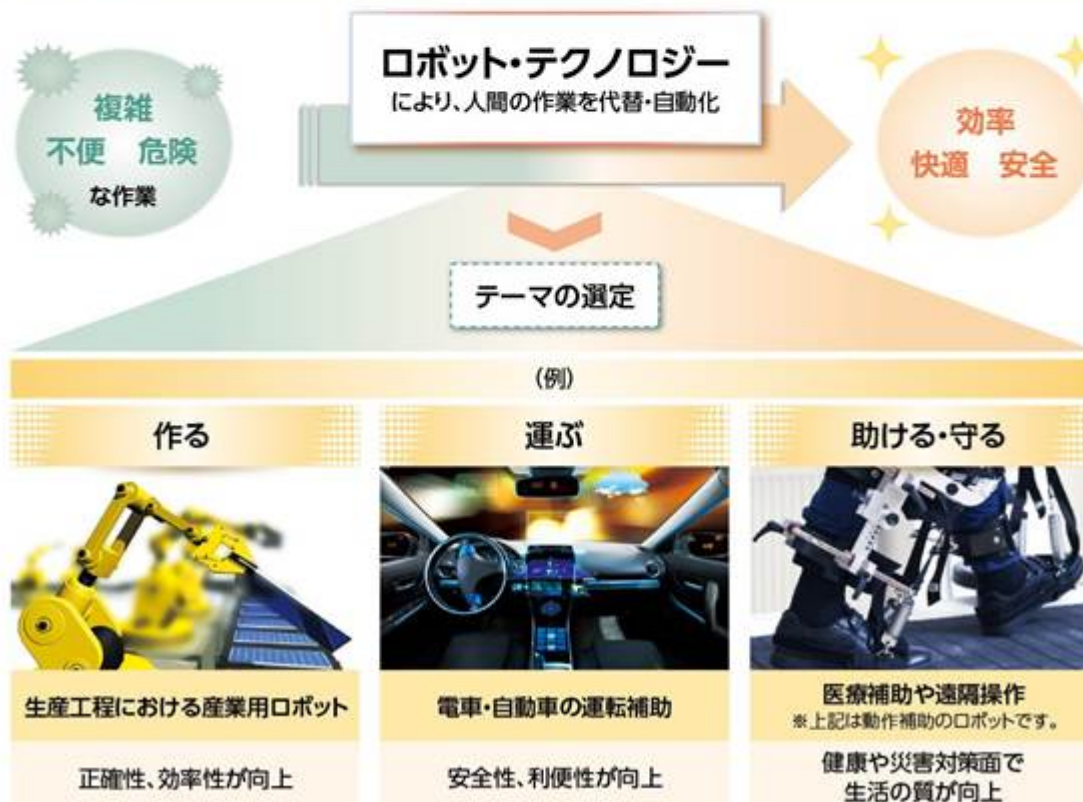 複雑
不便　危険
な作業
ロボット・テクノロジー
により、人間の作業を代替・自動化
効率
快適　安全
テーマの選定
（例）
作る
生産工程における産業用ロボット
正確性、効率性が向上
運ぶ
電車・自動車の運転補助
安全性、利便性が向上
助ける・守る
医療補助や遠隔操作
※上記は動作補助のロボットです。
健康や災害対策面で
生活の質が向上